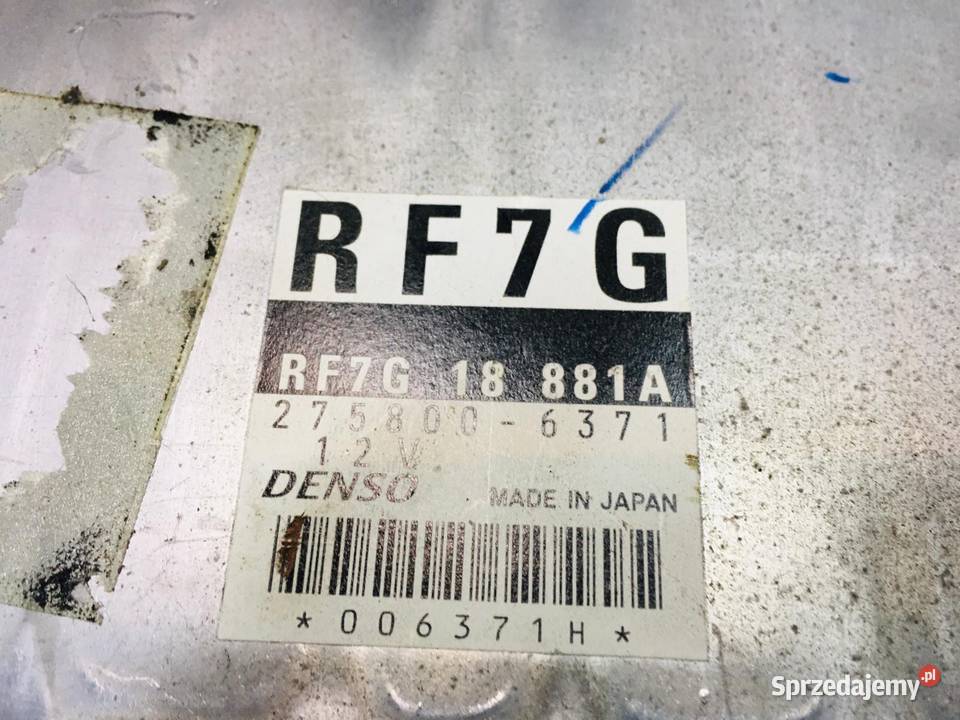 RF7G
RF7G 18 881A
275800-6371
12V
DENSO MADE IN JAPAN
*006371H*
Sprzedajemy.pl